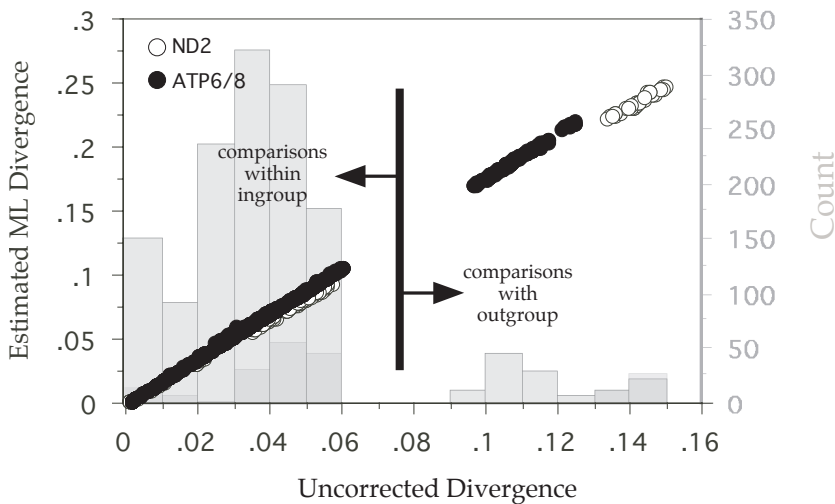 .3
.25
.2
.15
.1
.05
0
Estimated ML Divergence
ND2
ATP6/8
comparisons
within
ingroup
comparisons
with
outgroup
350
300
250
200
150
100
50
0
Count
0
.02
.04
.06
.08
.1
.12
.14
.16
Uncorrected Divergence